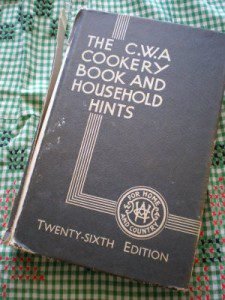 THE C.W.A
COOKERY
BOOK AND
HOUSEHOLD
HINTS
FOR HOME
AND COUNTRY
TWENTY-SIXTH EDITION